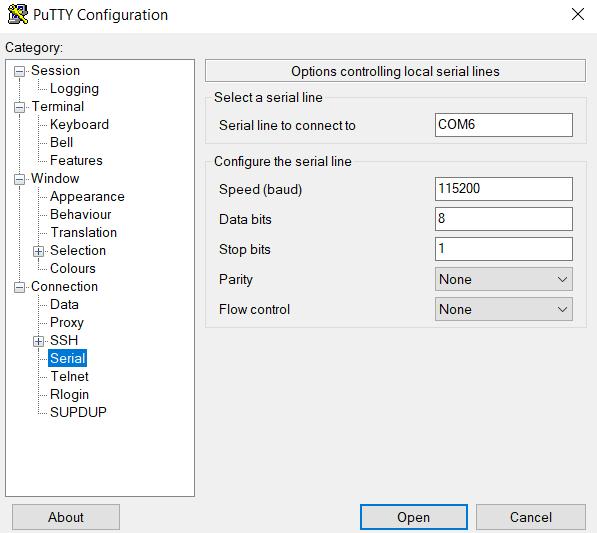 PuTTY Configuration
Category:
Session
Logging
Terminal
Keyboard
Bell
Features
Window
Appearance
Behaviour
Translation
Selection
Colours
Connection
Data
Proxy
SSH
Serial
Telnet
Rlogin
SUPDUP
Options controlling local serial lines
Select a serial line
Serial line to connect to COM6
Configure the serial line
Speed (baud) 115200
Data bits 8
Stop bits 1
Parity None
Flow control None
About Open Cancel